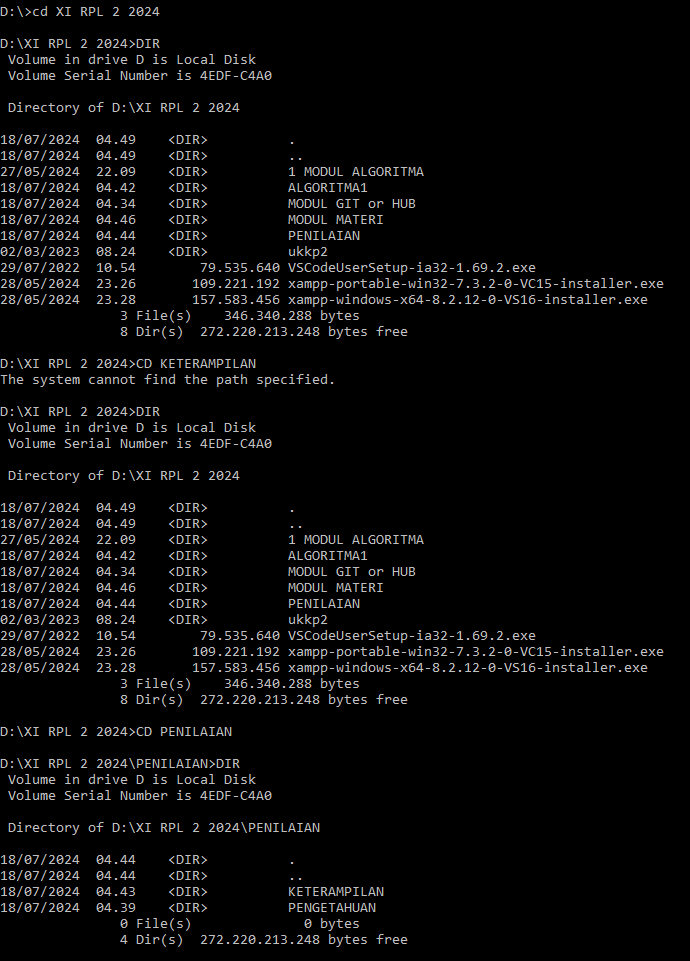 D:\>cd XI RPL 2 2024
D:\XI RPL 2 2024>DIR
 Volume in drive D is Local Disk
 Volume Serial Number is 4EDF-C4A0
 Directory of D:\XI RPL 2 2024
18/07/2024  04.49    <DIR>          .
18/07/2024  04.49    <DIR>          ..
27/05/2024  22.09    <DIR>          1 MODUL ALGORITMA
18/07/2024  04.42    <DIR>          ALGORITMA1
18/07/2024  04.34    <DIR>          MODUL GIT or HUB
18/07/2024  04.46    <DIR>          MODUL MATERI
18/07/2024  04.44    <DIR>          PENILAIAN
02/03/2023  08.24    <DIR>          ukkp2
29/07/2022  10.54        79.535.640 VSCodeUserSetup-ia32-1.69.2.exe
28/05/2024  23.26       109.221.192 xampp-portable-win32-7.3.2-0-VC15-installer.exe
28/05/2024  23.28       157.583.456 xampp-windows-x64-8.2.12-0-VS16-installer.exe
               3 File(s)    346.340.288 bytes
               8 Dir(s)  272.220.213.248 bytes free
D:\XI RPL 2 2024>CD KETERAMPILAN
The system cannot find the path specified.
D:\XI RPL 2 2024>DIR
 Volume in drive D is Local Disk
 Volume Serial Number is 4EDF-C4A0
 Directory of D:\XI RPL 2 2024
18/07/2024  04.49    <DIR>          .
18/07/2024  04.49    <DIR>          ..
27/05/2024  22.09    <DIR>          1 MODUL ALGORITMA
18/07/2024  04.42    <DIR>          ALGORITMA1
18/07/2024  04.34    <DIR>          MODUL GIT or HUB
18/07/2024  04.46    <DIR>          MODUL MATERI
18/07/2024  04.44    <DIR>          PENILAIAN
02/03/2023  08.24    <DIR>          ukkp2
29/07/2022  10.54        79.535.640 VSCodeUserSetup-ia32-1.69.2.exe
28/05/2024  23.26       109.221.192 xampp-portable-win32-7.3.2-0-VC15-installer.exe
28/05/2024  23.28       157.583.456 xampp-windows-x64-8.2.12-0-VS16-installer.exe
               3 File(s)    346.340.288 bytes
               8 Dir(s)  272.220.213.248 bytes free
D:\XI RPL 2 2024>CD PENILAIAN
D:\XI RPL 2 2024\PENILAIAN>DIR
 Volume in drive D is Local Disk
 Volume Serial Number is 4EDF-C4A0
 Directory of D:\XI RPL 2 2024\PENILAIAN
18/07/2024  04.44    <DIR>          .
18/07/2024  04.44    <DIR>          ..
18/07/2024  04.43    <DIR>          KETERAMPILAN
18/07/2024  04.39    <DIR>          PENGETAHUAN
               0 File(s)              0 bytes
               4 Dir(s)  272.220.213.248 bytes free